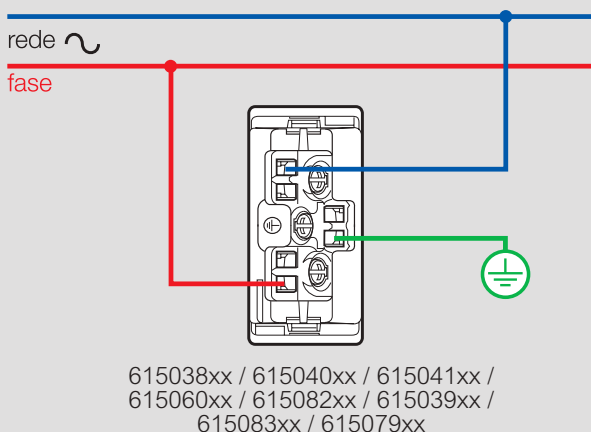 rede
fase
615038xx / 615040xx / 615041xx /
615060xx / 615082xx / 615039xx /
615083xx / 615079xx